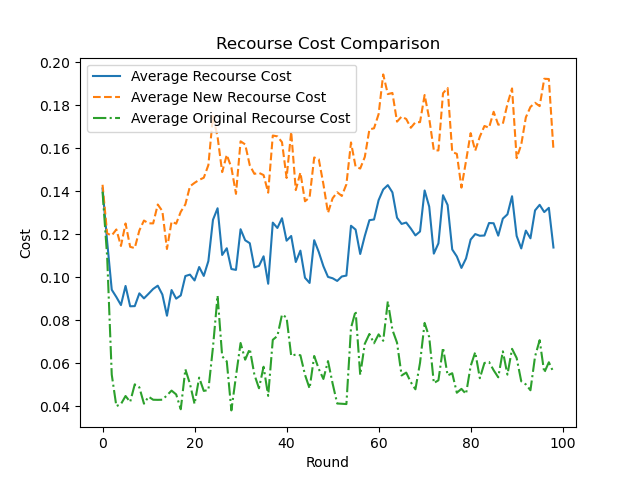 Recourse Cost Comparison
Average Recourse Cost
Average New Recourse Cost
Average Original Recourse Cost
Cost
0.20
0.18
0.16
0.14
0.12
0.10
0.08
0.06
0.04
0 20 40 60 80 100
Round